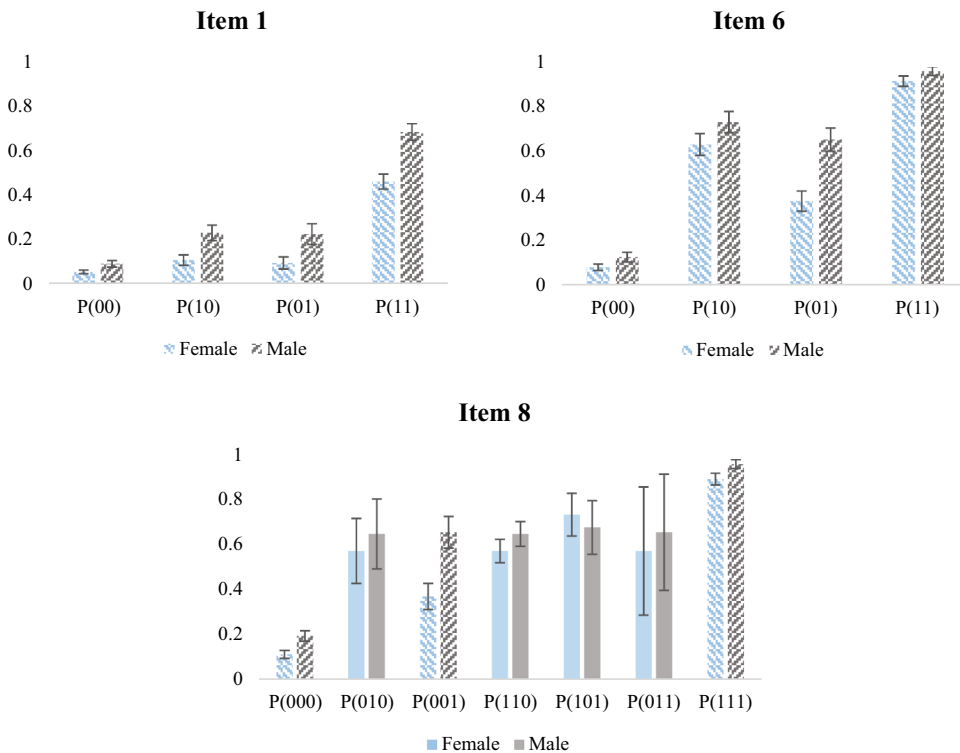 Item 1
1
0.8
0.6
0.4
0.2
0
P(00) P(10) P(01) P(11)
Female Male
Item 6
1
0.8
0.6
0.4
0.2
0
P(00) P(10) P(01) P(11)
Female Male
Item 8
1
0.8
0.6
0.4
0.2
0
P(000) P(010) P(001) P(110) P(101) P(011) P(111)
Female Male